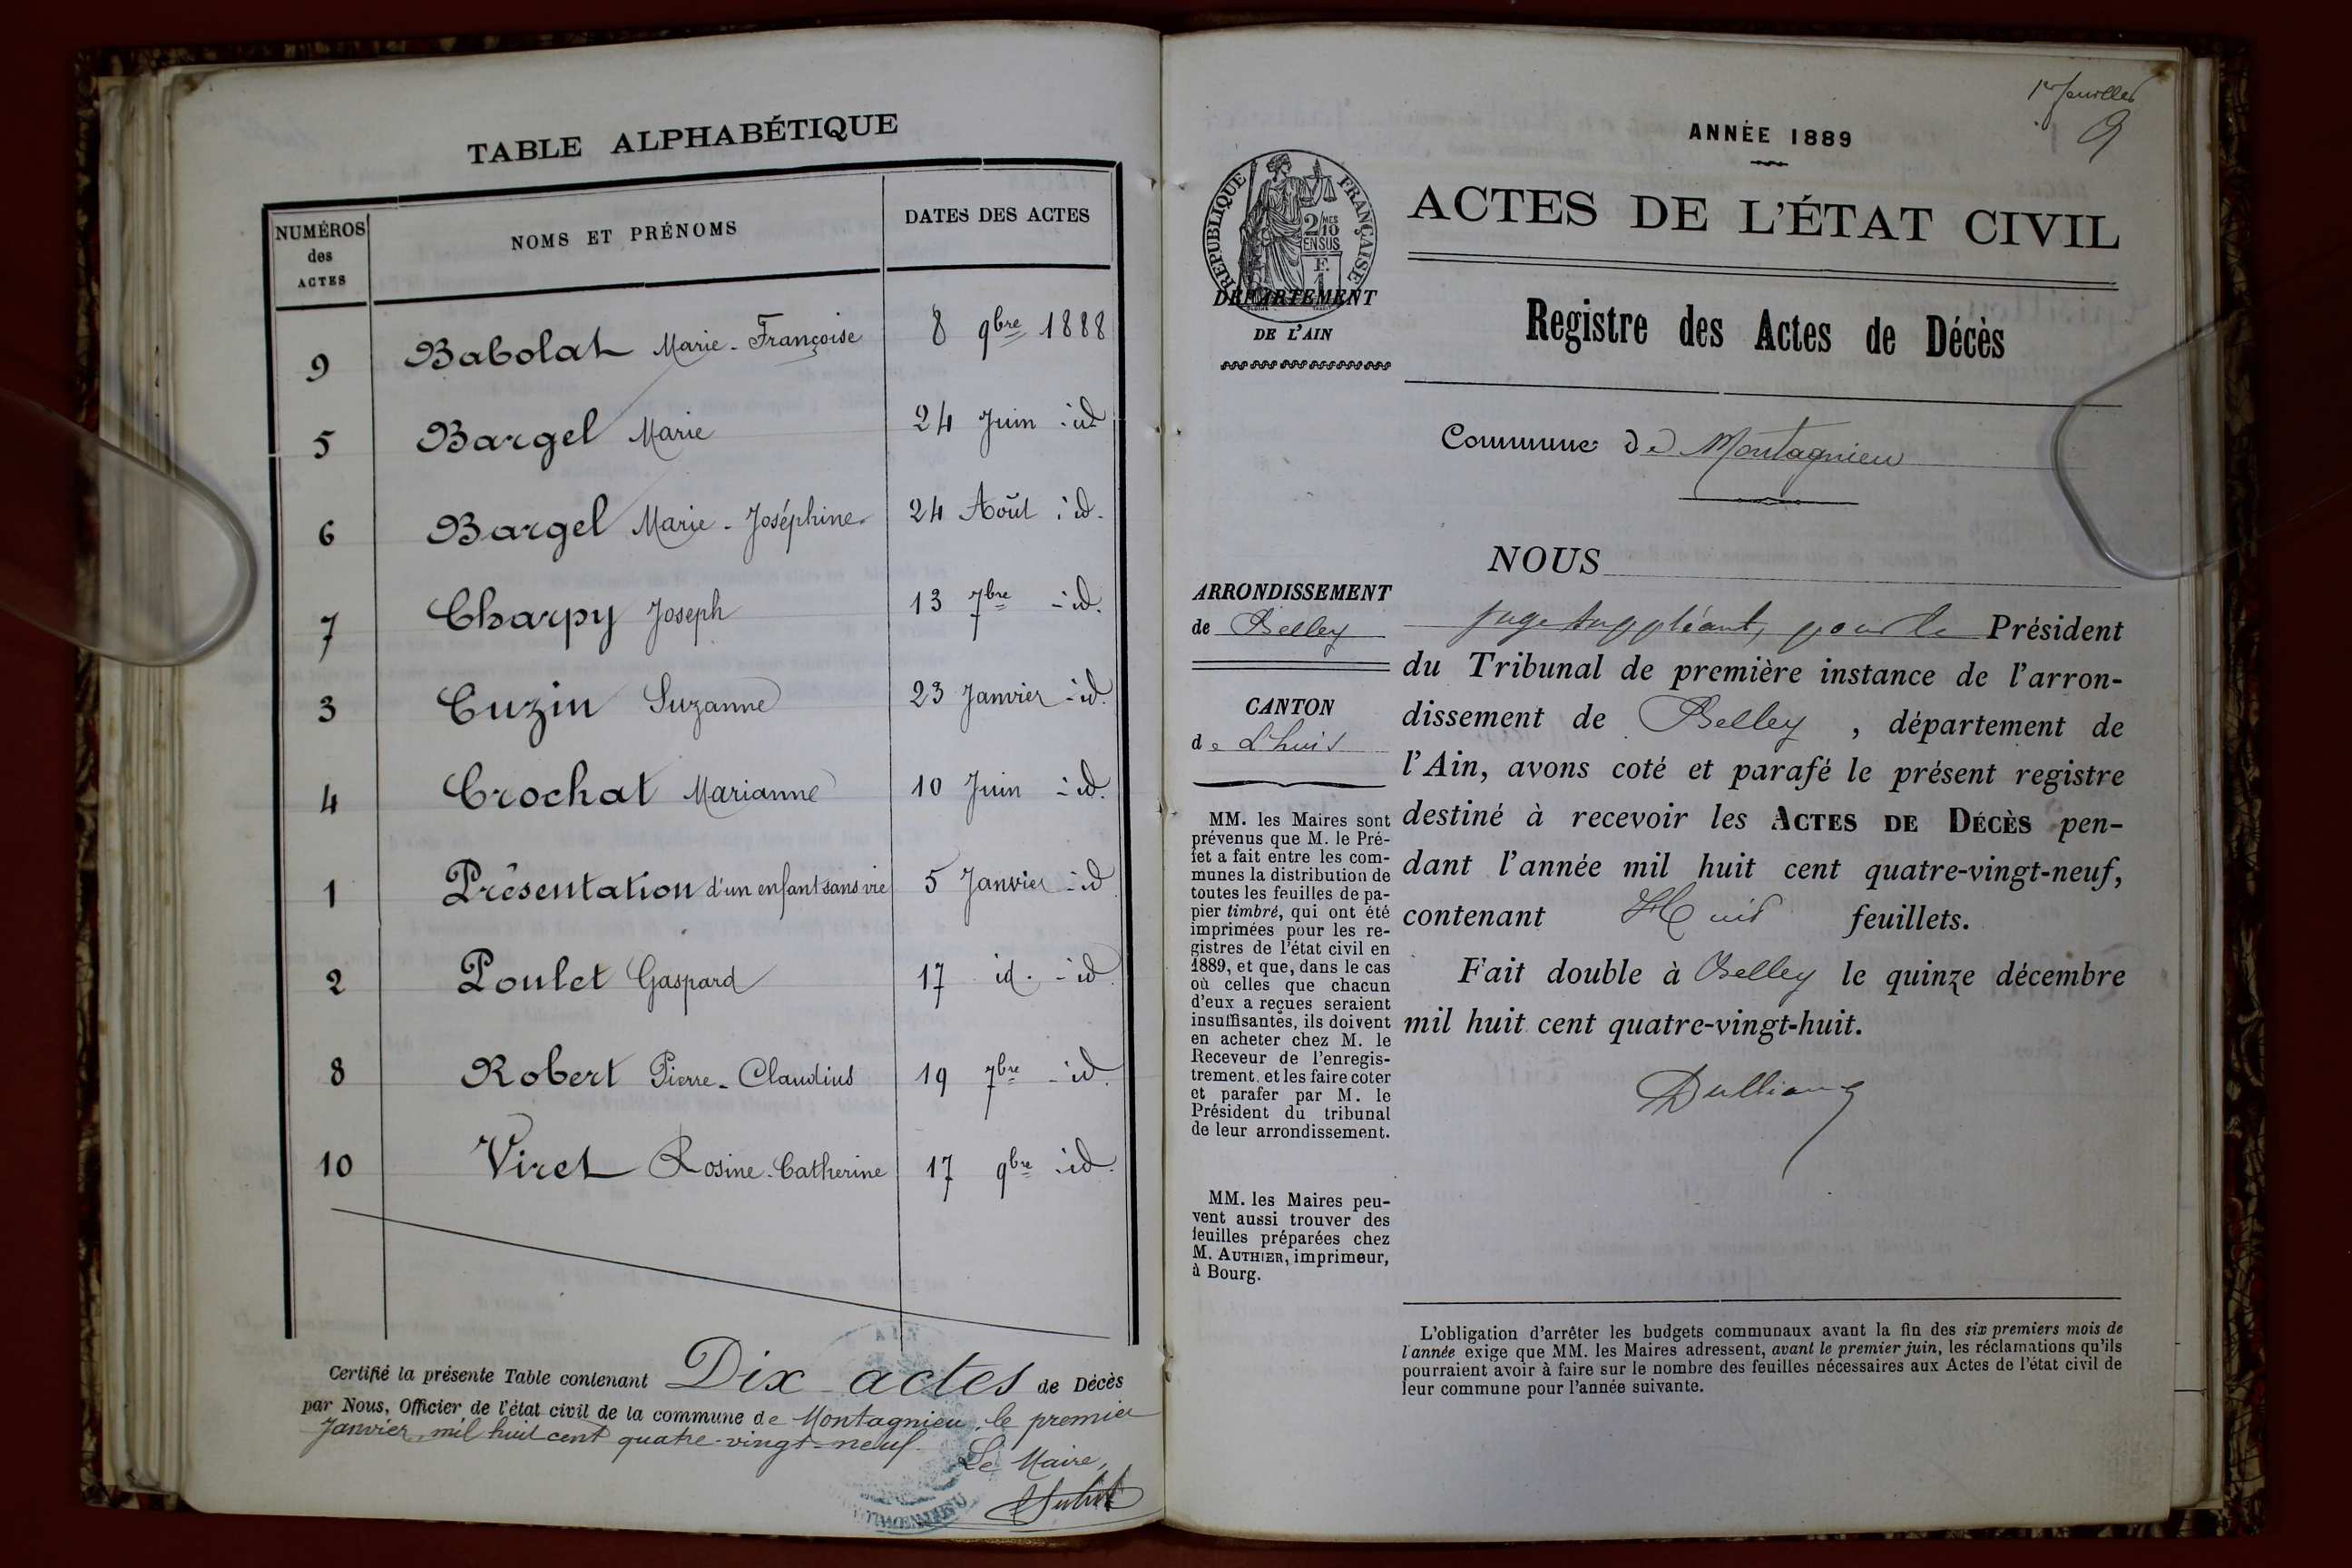 TABLE ALPHABÉTIQUE
NUMÉROS des ACTES
NOMS ET PRÉNOMS
DATES DES ACTES
9 Babolat Marie-Françoise 8 9bre 1888
5 Bargel Marie 24 Juin id
6 Bargel Marie-Joséphine 24 Août id.
7 Charpy Joseph 13 7bre - id.
3 Cuzin Suzanne 23 Janvier - id.
4 Crochat Marianne 10 Juin - id.
1 Présentation d'un enfant sans vie 5 Janvier - id
2 Poulet Gaspard 17 id. - id.
8 Robert Pierre-Claudius 19 7bre - id.
10 Viret Rosine-Catherine 17 9bre id.
Certifié la présente Table contenant Dix actes de Décès
par Nous, Officier de l'état civil de la commune de Montagnieu, le premier
Janvier, mil huit cent quatre-vingt-neuf.
Le Maire,
9
ANNÉE 1889
RÉPUBLIQUE FRANÇAISE
2/10MES
EN SUS
F.
1
DÉPARTEMENT
DE L'AIN
ACTES DE L'ÉTAT CIVIL
Registre des Actes de Décès
Commune de Montagnieu
ARRONDISSEMENT
de Belley
CANTON
de Lhuis
MM. les Maires sont
prévenus que M. le Pré-
fet a fait entre les com-
munes la distribution de
toutes les feuilles de pa-
pier timbré, qui ont été
imprimées pour les re-
gistres de l'état civil en
1889, et que, dans le cas
où celles que chacun
d'eux a reçues seraient
insuffisantes, ils doivent
en acheter chez M. le
Receveur de l'enregis-
trement, et les faire coter
et parafer par M. le
Président du tribunal
de leur arrondissement.
MM. les Maires peu-
vent aussi trouver des
feuilles préparées chez
M. AUTHIER, imprimeur,
à Bourg.
NOUS
juge suppléant, pour le Président
du Tribunal de première instance de l'arron-
dissement de Belley , département de
l'Ain, avons coté et parafé le présent registre
destiné à recevoir les ACTES DE DÉCÈS pen-
dant l'année mil huit cent quatre-vingt-neuf,
contenant Huit feuillets.
Fait double à Belley le quinze décembre
mil huit cent quatre-vingt-huit.
L'obligation d'arrêter les budgets communaux avant la fin des six premiers mois de
l'année exige que MM. les Maires adressent, avant le premier juin, les réclamations qu'ils
pourraient avoir à faire sur le nombre des feuilles nécessaires aux Actes de l'état civil de
leur commune pour l'année suivante.